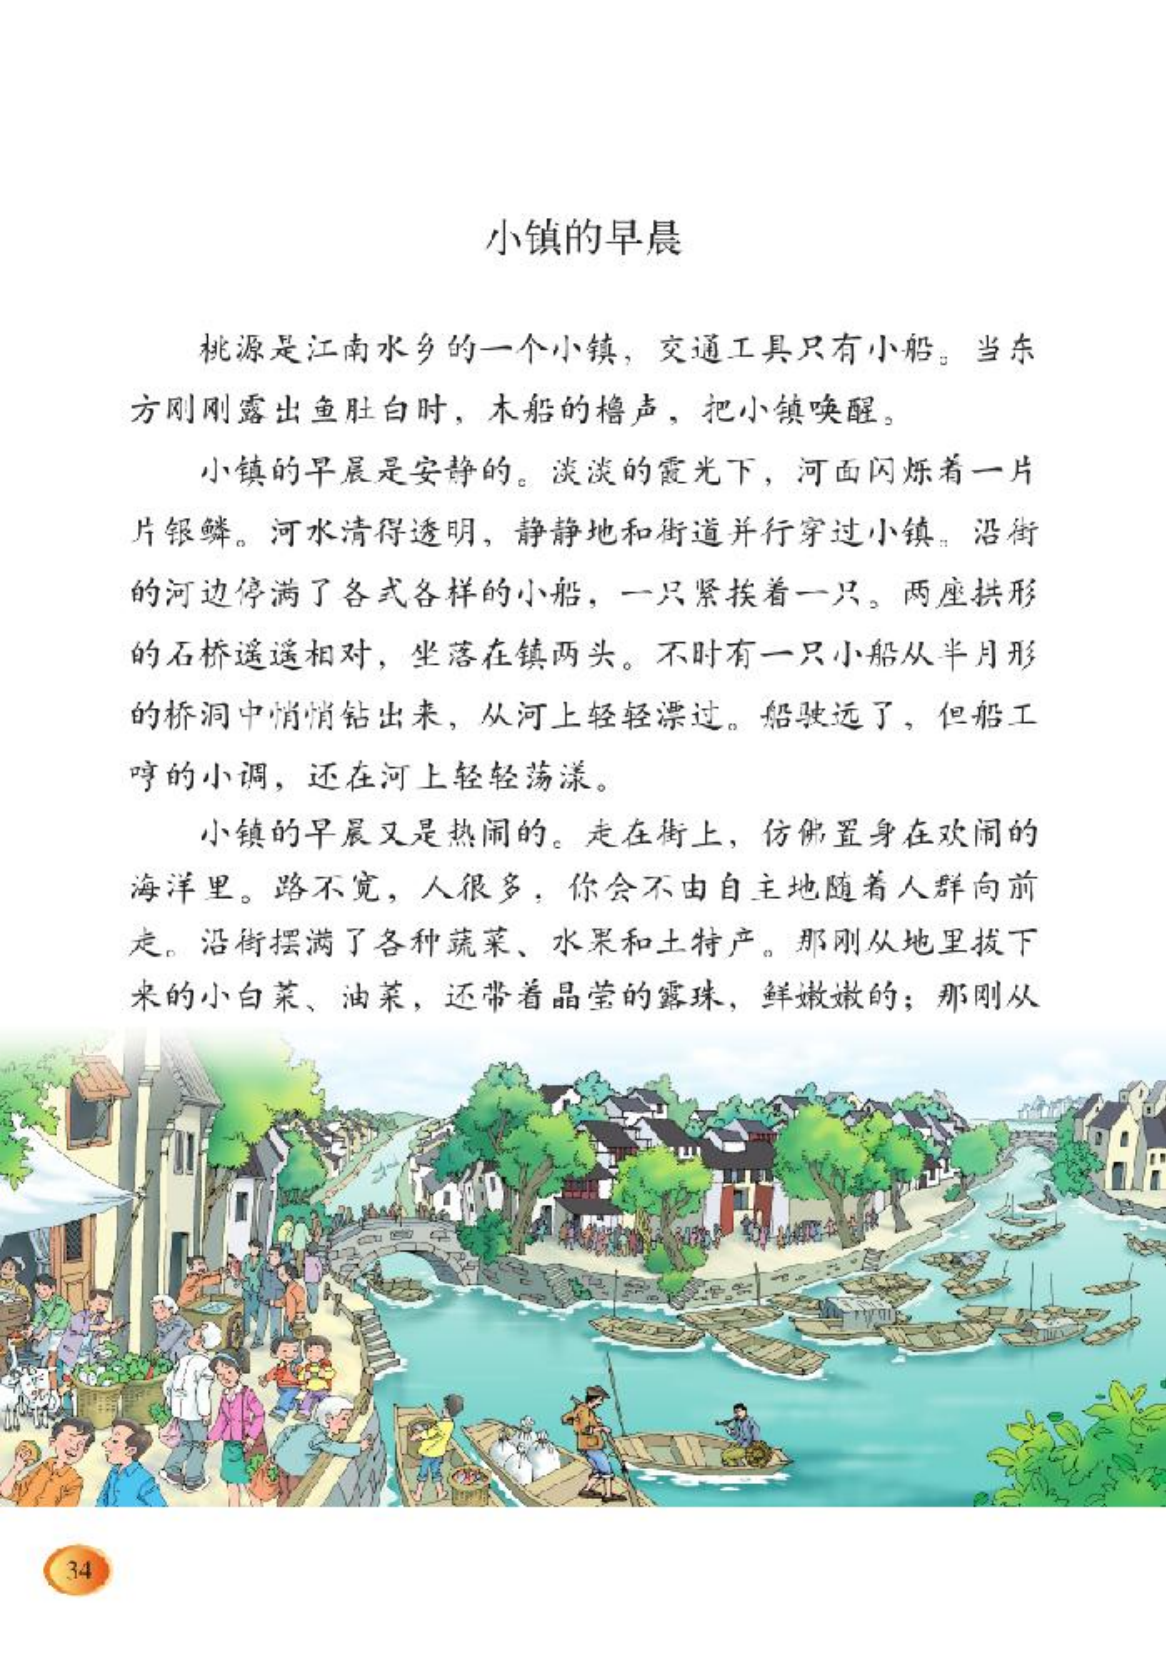 小镇的早晨
桃源是江南水乡的一个小镇，交通工具只有小船。当东
方刚刚露出鱼肚白时，木船的橹声，把小镇唤醒。
小镇的早晨是安静的。淡淡的霞光下，河面闪烁着一片
片银鳞。河水清得透明，静静地和街道并行穿过小镇。沿街
的河边停满了各式各样的小船，一只紧挨着一只。两座拱形
的石桥遥遥相对，坐落在镇两头。不时有一只小船从半月形
的桥洞中悄悄钻出来，从河上轻轻漂过。船驶远了，但船工
哼的小调，还在河上轻轻荡漾。
小镇的早晨又是热闹的。走在街上，仿佛置身在欢闹的
海洋里。路不宽，人很多，你会不由自主地随着人群向前
走。沿街摆满了各种蔬菜、水果和土特产。那刚从地里拔下
来的小白菜、油菜，还带着晶莹的露珠，鲜嫩嫩的；那刚从
34